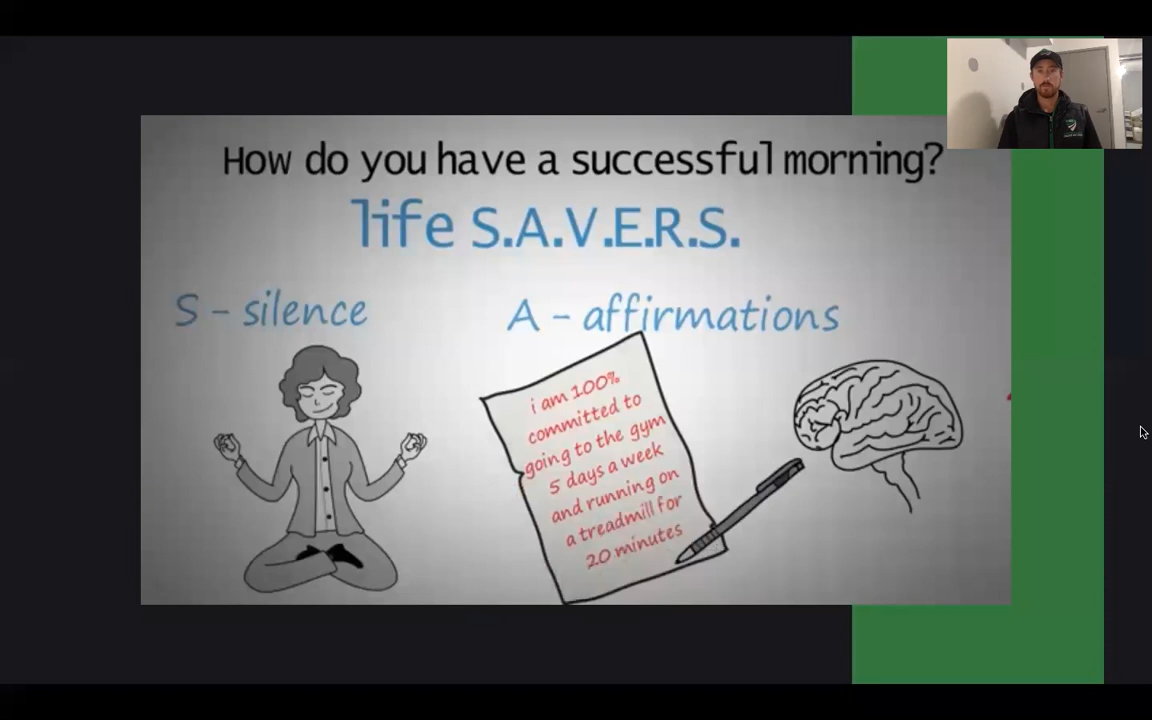 How do you have a successful morning?
life S.A.V.E.R.S.
S - silence
A - affirmations
i am 100%
committed to
going to the gym
5 days a week
and running on
a treadmill for
20 minutes